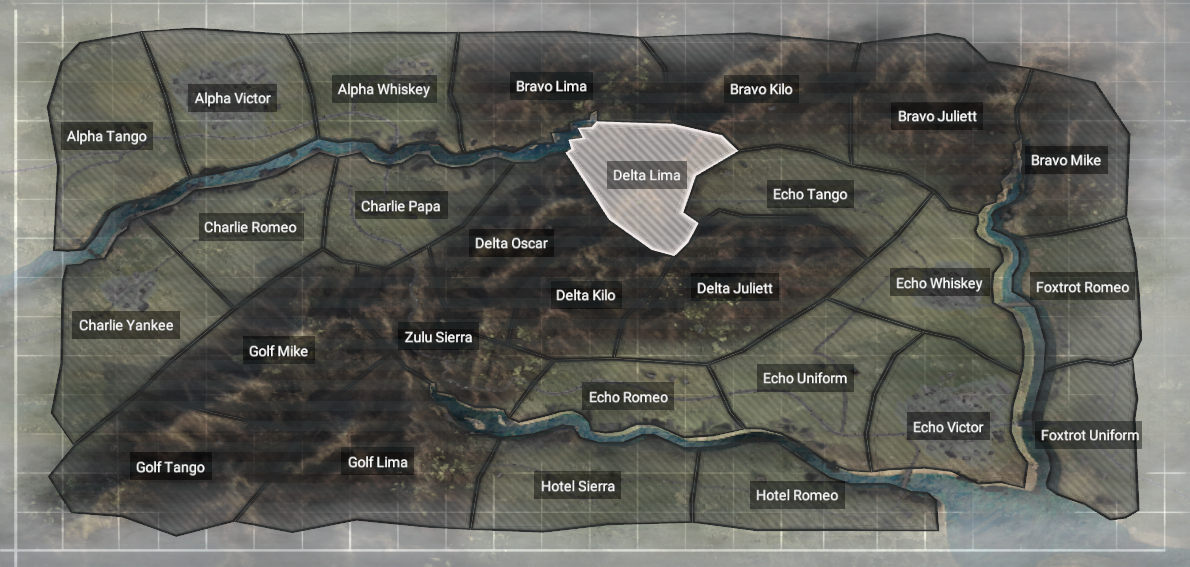 Bravo Lima
Alpha Whiskey
Bravo Kilo
Alpha Victor
Bravo Juliett
Alpha Tango
Bravo Mike
Delta Lima
Echo Tango
Charlie Papa
Charlie Romeo
Delta Oscar
Echo Whiskey
Foxtrot Romeo
Delta Juliett
Delta Kilo
Charlie Yankee
Zulu Sierra
Golf Mike
Echo Uniform
Echo Romeo
Echo Victor
Foxtrot Uniform
Golf Lima
Golf Tango
Hotel Sierra
Hotel Romeo